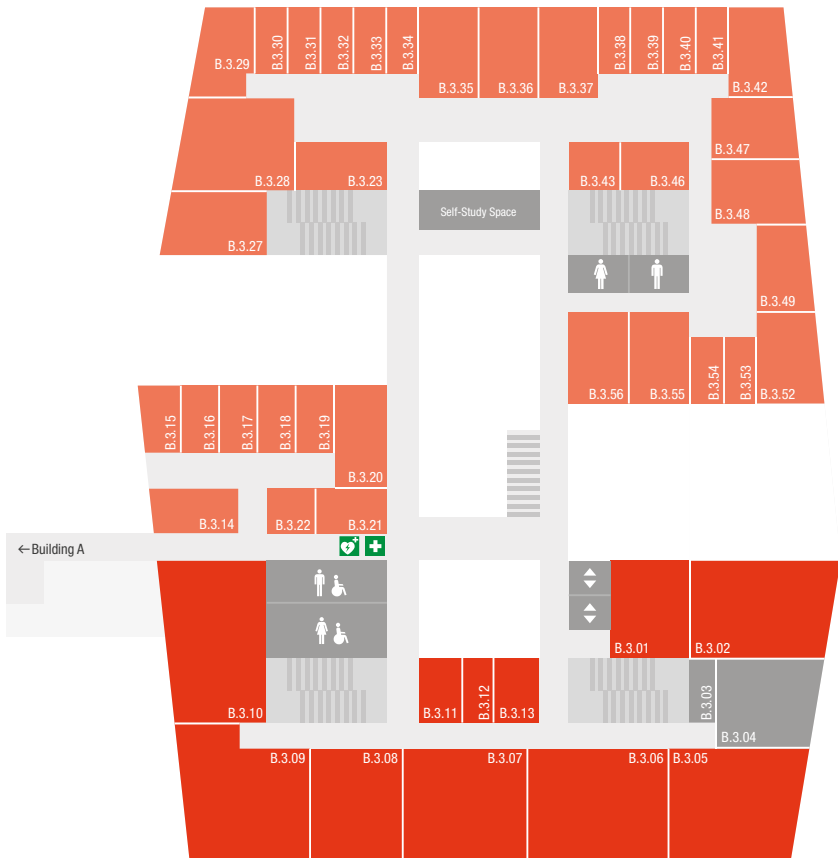 B.3.29
B.3.30
B.3.31
B.3.32
B.3.33
B.3.34
B.3.35
B.3.36
B.3.37
B.3.38
B.3.39
B.3.40
B.3.41
B.3.42
B.3.28
B.3.23
B.3.43
B.3.46
B.3.47
B.3.48
Self-Study Space
B.3.27
B.3.49
B.3.56
B.3.55
B.3.54
B.3.53
B.3.52
B.3.15
B.3.16
B.3.17
B.3.18
B.3.19
B.3.20
B.3.14
B.3.22
B.3.21
←Building A
B.3.01
B.3.02
B.3.10
B.3.11
B.3.12
B.3.13
B.3.03
B.3.04
B.3.09
B.3.08
B.3.07
B.3.06
B.3.05